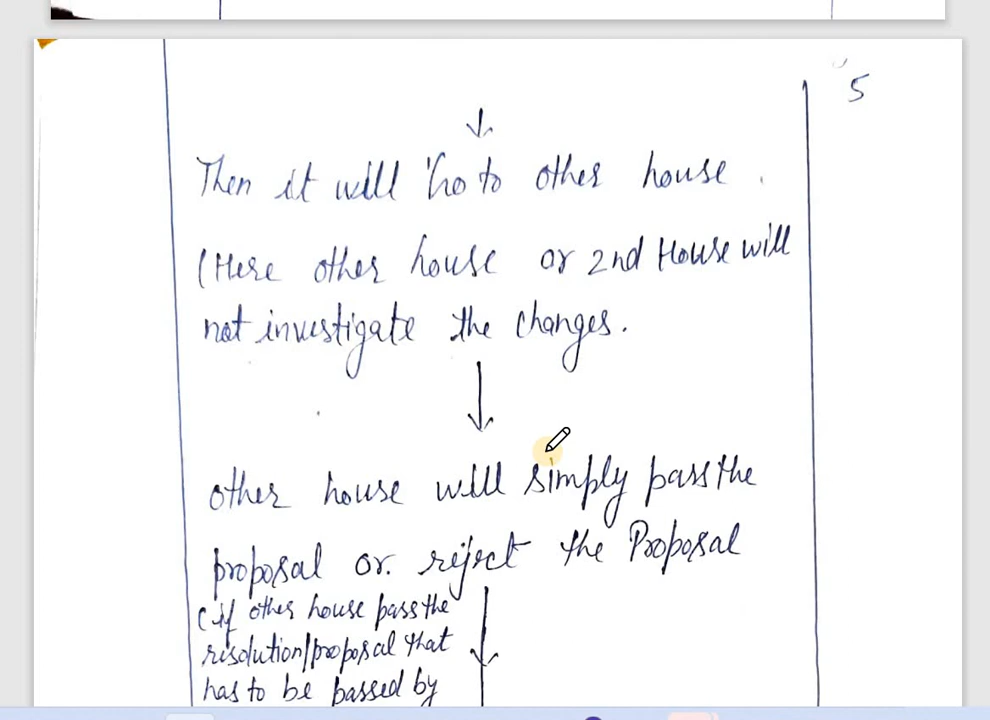 5
Then it will Go to other house.
(Here other house or 2nd House will
not investigate the changes.
other house will simply pass the
proposal or reject the Proposal
(if other house pass the
resolution/proposal that
has to be passed by